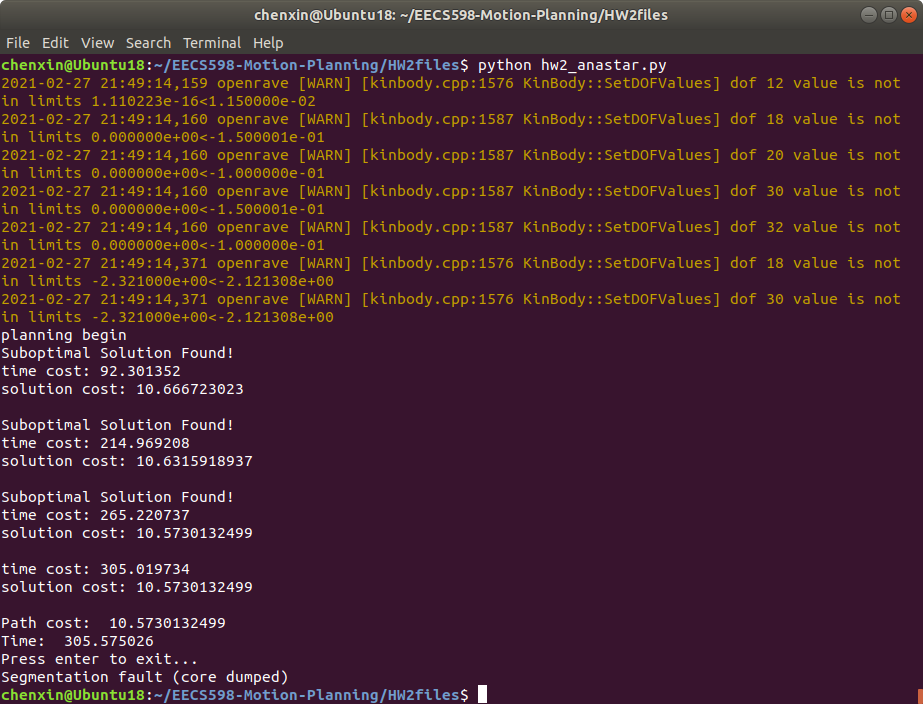 chenxin@Ubuntu18: ~/EECS598-Motion-Planning/HW2files
File Edit View Search Terminal Help
chenxin@Ubuntu18:~/EECS598-Motion-Planning/HW2files$ python hw2_anastar.py
2021-02-27 21:49:14,159 openrave [WARN] [kinbody.cpp:1576 KinBody::SetDOFValues] dof 12 value is not
in limits 1.110223e-16<1.150000e-02
2021-02-27 21:49:14,160 openrave [WARN] [kinbody.cpp:1587 KinBody::SetDOFValues] dof 18 value is not
in limits 0.000000e+00<-1.500001e-01
2021-02-27 21:49:14,160 openrave [WARN] [kinbody.cpp:1587 KinBody::SetDOFValues] dof 20 value is not
in limits 0.000000e+00<-1.000000e-01
2021-02-27 21:49:14,160 openrave [WARN] [kinbody.cpp:1587 KinBody::SetDOFValues] dof 30 value is not
in limits 0.000000e+00<-1.500001e-01
2021-02-27 21:49:14,160 openrave [WARN] [kinbody.cpp:1587 KinBody::SetDOFValues] dof 32 value is not
in limits 0.000000e+00<-1.000000e-01
2021-02-27 21:49:14,371 openrave [WARN] [kinbody.cpp:1576 KinBody::SetDOFValues] dof 18 value is not
in limits -2.321000e+00<-2.121308e+00
2021-02-27 21:49:14,371 openrave [WARN] [kinbody.cpp:1576 KinBody::SetDOFValues] dof 30 value is not
in limits -2.321000e+00<-2.121308e+00
planning begin
Suboptimal Solution Found!
time cost: 92.301352
solution cost: 10.666723023
Suboptimal Solution Found!
time cost: 214.969208
solution cost: 10.6315918937
Suboptimal Solution Found!
time cost: 265.220737
solution cost: 10.5730132499
time cost: 305.019734
solution cost: 10.5730132499
Path cost:  10.5730132499
Time:  305.575026
Press enter to exit...
Segmentation fault (core dumped)
chenxin@Ubuntu18:~/EECS598-Motion-Planning/HW2files$